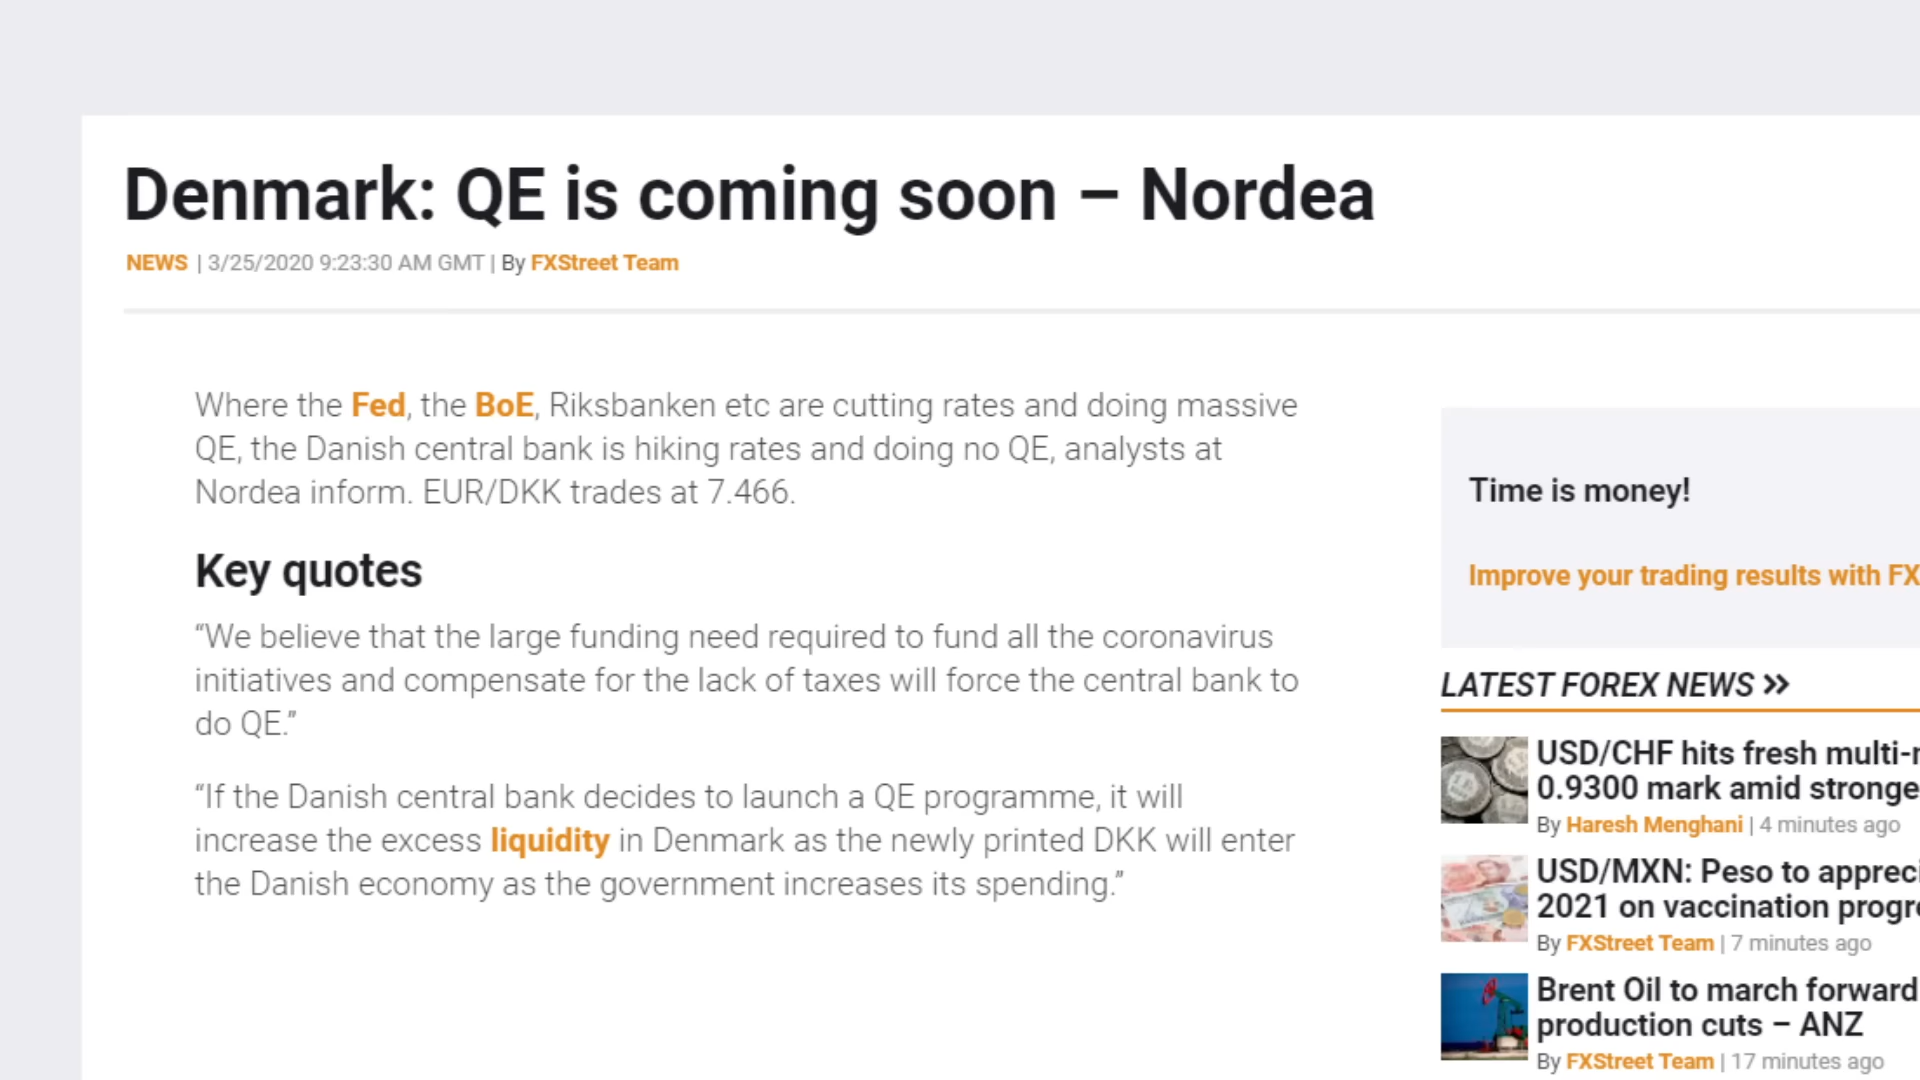 Denmark: QE is coming soon – Nordea
NEWS | 3/25/2020 9:23:30 AM GMT | By FXStreet Team
Where the Fed, the BoE, Riksbanken etc are cutting rates and doing massive
QE, the Danish central bank is hiking rates and doing no QE, analysts at
Nordea inform. EUR/DKK trades at 7.466.
Key quotes
“We believe that the large funding need required to fund all the coronavirus
initiatives and compensate for the lack of taxes will force the central bank to
do QE.”
“If the Danish central bank decides to launch a QE programme, it will
increase the excess liquidity in Denmark as the newly printed DKK will enter
the Danish economy as the government increases its spending.”
Time is money!
Improve your trading results with FX
LATEST FOREX NEWS »
USD/CHF hits fresh multi-
0.9300 mark amid stronge
By Haresh Menghani | 4 minutes ago
USD/MXN: Peso to appreci
2021 on vaccination progre
By FXStreet Team | 7 minutes ago
Brent Oil to march forward
production cuts – ANZ
By FXStreet Team | 17 minutes ago